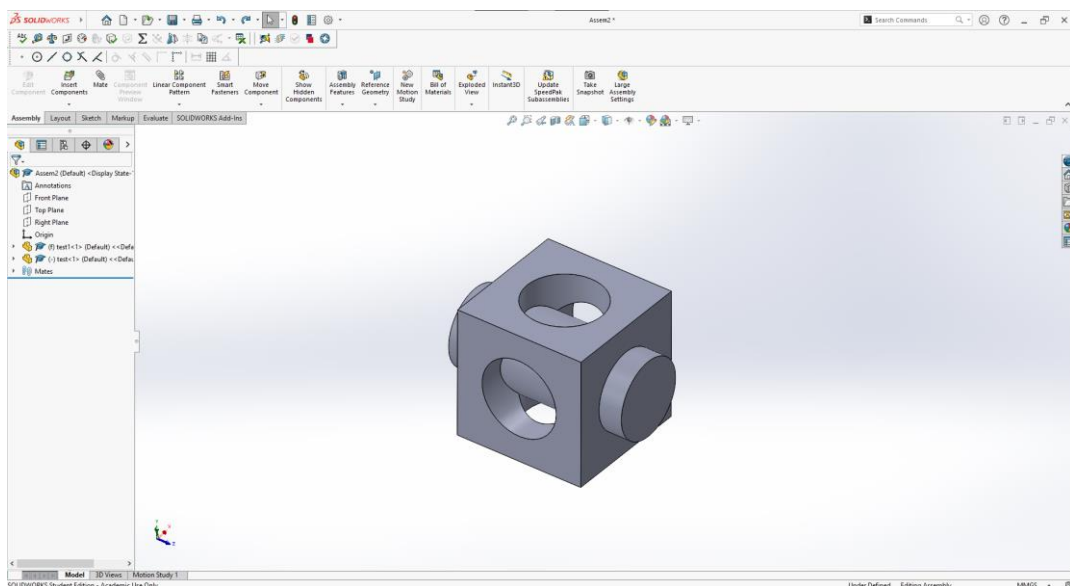 SOLIDWORKS
Assem2 *
Search Commands
Edit Component
Insert Components
Mate
Component Preview Window
Linear Component Pattern
Smart Fasteners
Move Component
Show Hidden Components
Assembly Features
Reference Geometry
New Motion Study
Bill of Materials
Exploded View
Instant3D
Update SpeedPak Subassemblies
Take Snapshot
Large Assembly Settings
Assembly Layout Sketch Markup Evaluate SOLIDWORKS Add-Ins
Assem2 (Default) <Display State-
Annotations
Front Plane
Top Plane
Right Plane
Origin
(f) test1<1> (Default) <<Defa
(-) test<1> (Default) <<Defau
Mates
Model 3D Views Motion Study 1
SOLIDWORKS Student Edition - Academic Use Only
Under Defined Editing Assembly MMGS